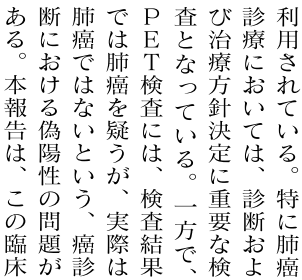 利用されている。特に肺癌
診療においては、診断およ
び治療方針決定に重要な検
査となっている。一方で、
ＰＥＴ検査には、検査結果
では肺癌を疑うが、実際は
肺癌ではないという、癌診
断における偽陽性の問題が
ある。本報告は、この臨床